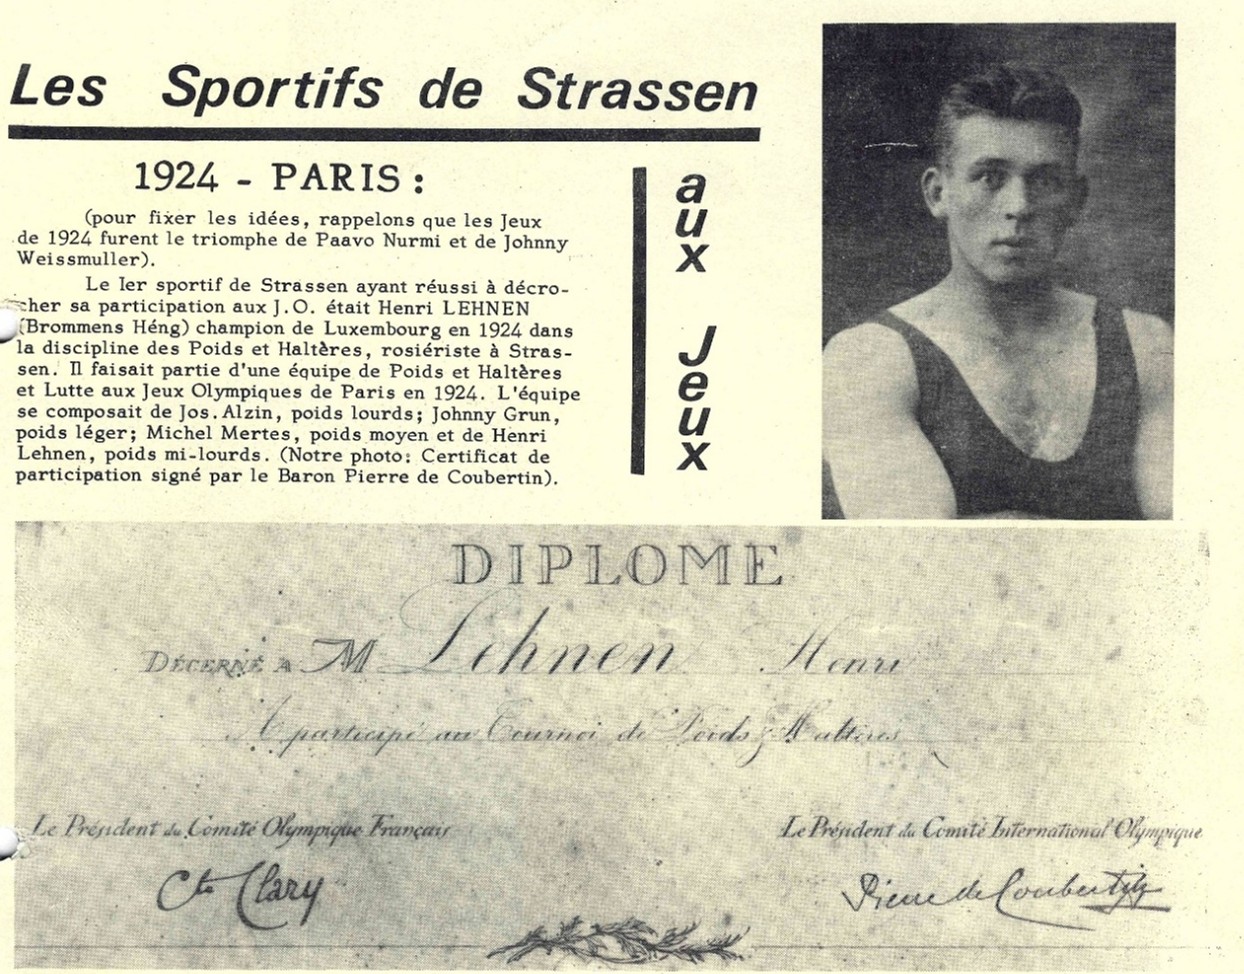 Les Sportifs de Strassen
aux Jeux
1924 - PARIS :
(pour fixer les idées, rappelons que les Jeux
de 1924 furent le triomphe de Paavo Nurmi et de Johnny
Weissmuller).
Le Ier sportif de Strassen ayant réussi à décro-
cher sa participation aux J.O. était Henri LEHNEN
(Brommens Héng) champion de Luxembourg en 1924 dans
la discipline des Poids et Haltères, rosiériste à Stras-
sen. Il faisait partie d'une équipe de Poids et Haltères
et Lutte aux Jeux Olympiques de Paris en 1924. L'équipe
se composait de Jos. Alzin, poids lourds; Johnny Grun,
poids léger; Michel Mertes, poids moyen et de Henri
Lehnen, poids mi-lourds. (Notre photo: Certificat de
participation signé par le Baron Pierre de Coubertin).
DIPLOME
DÉCERNÉ A M Lehnen Henri
A participé au Tournoi de Poids & Haltères
Le Président du Comité Olympique Français
Le Président du Comité International Olympique
Cte Clary
Pierre de Coubertin